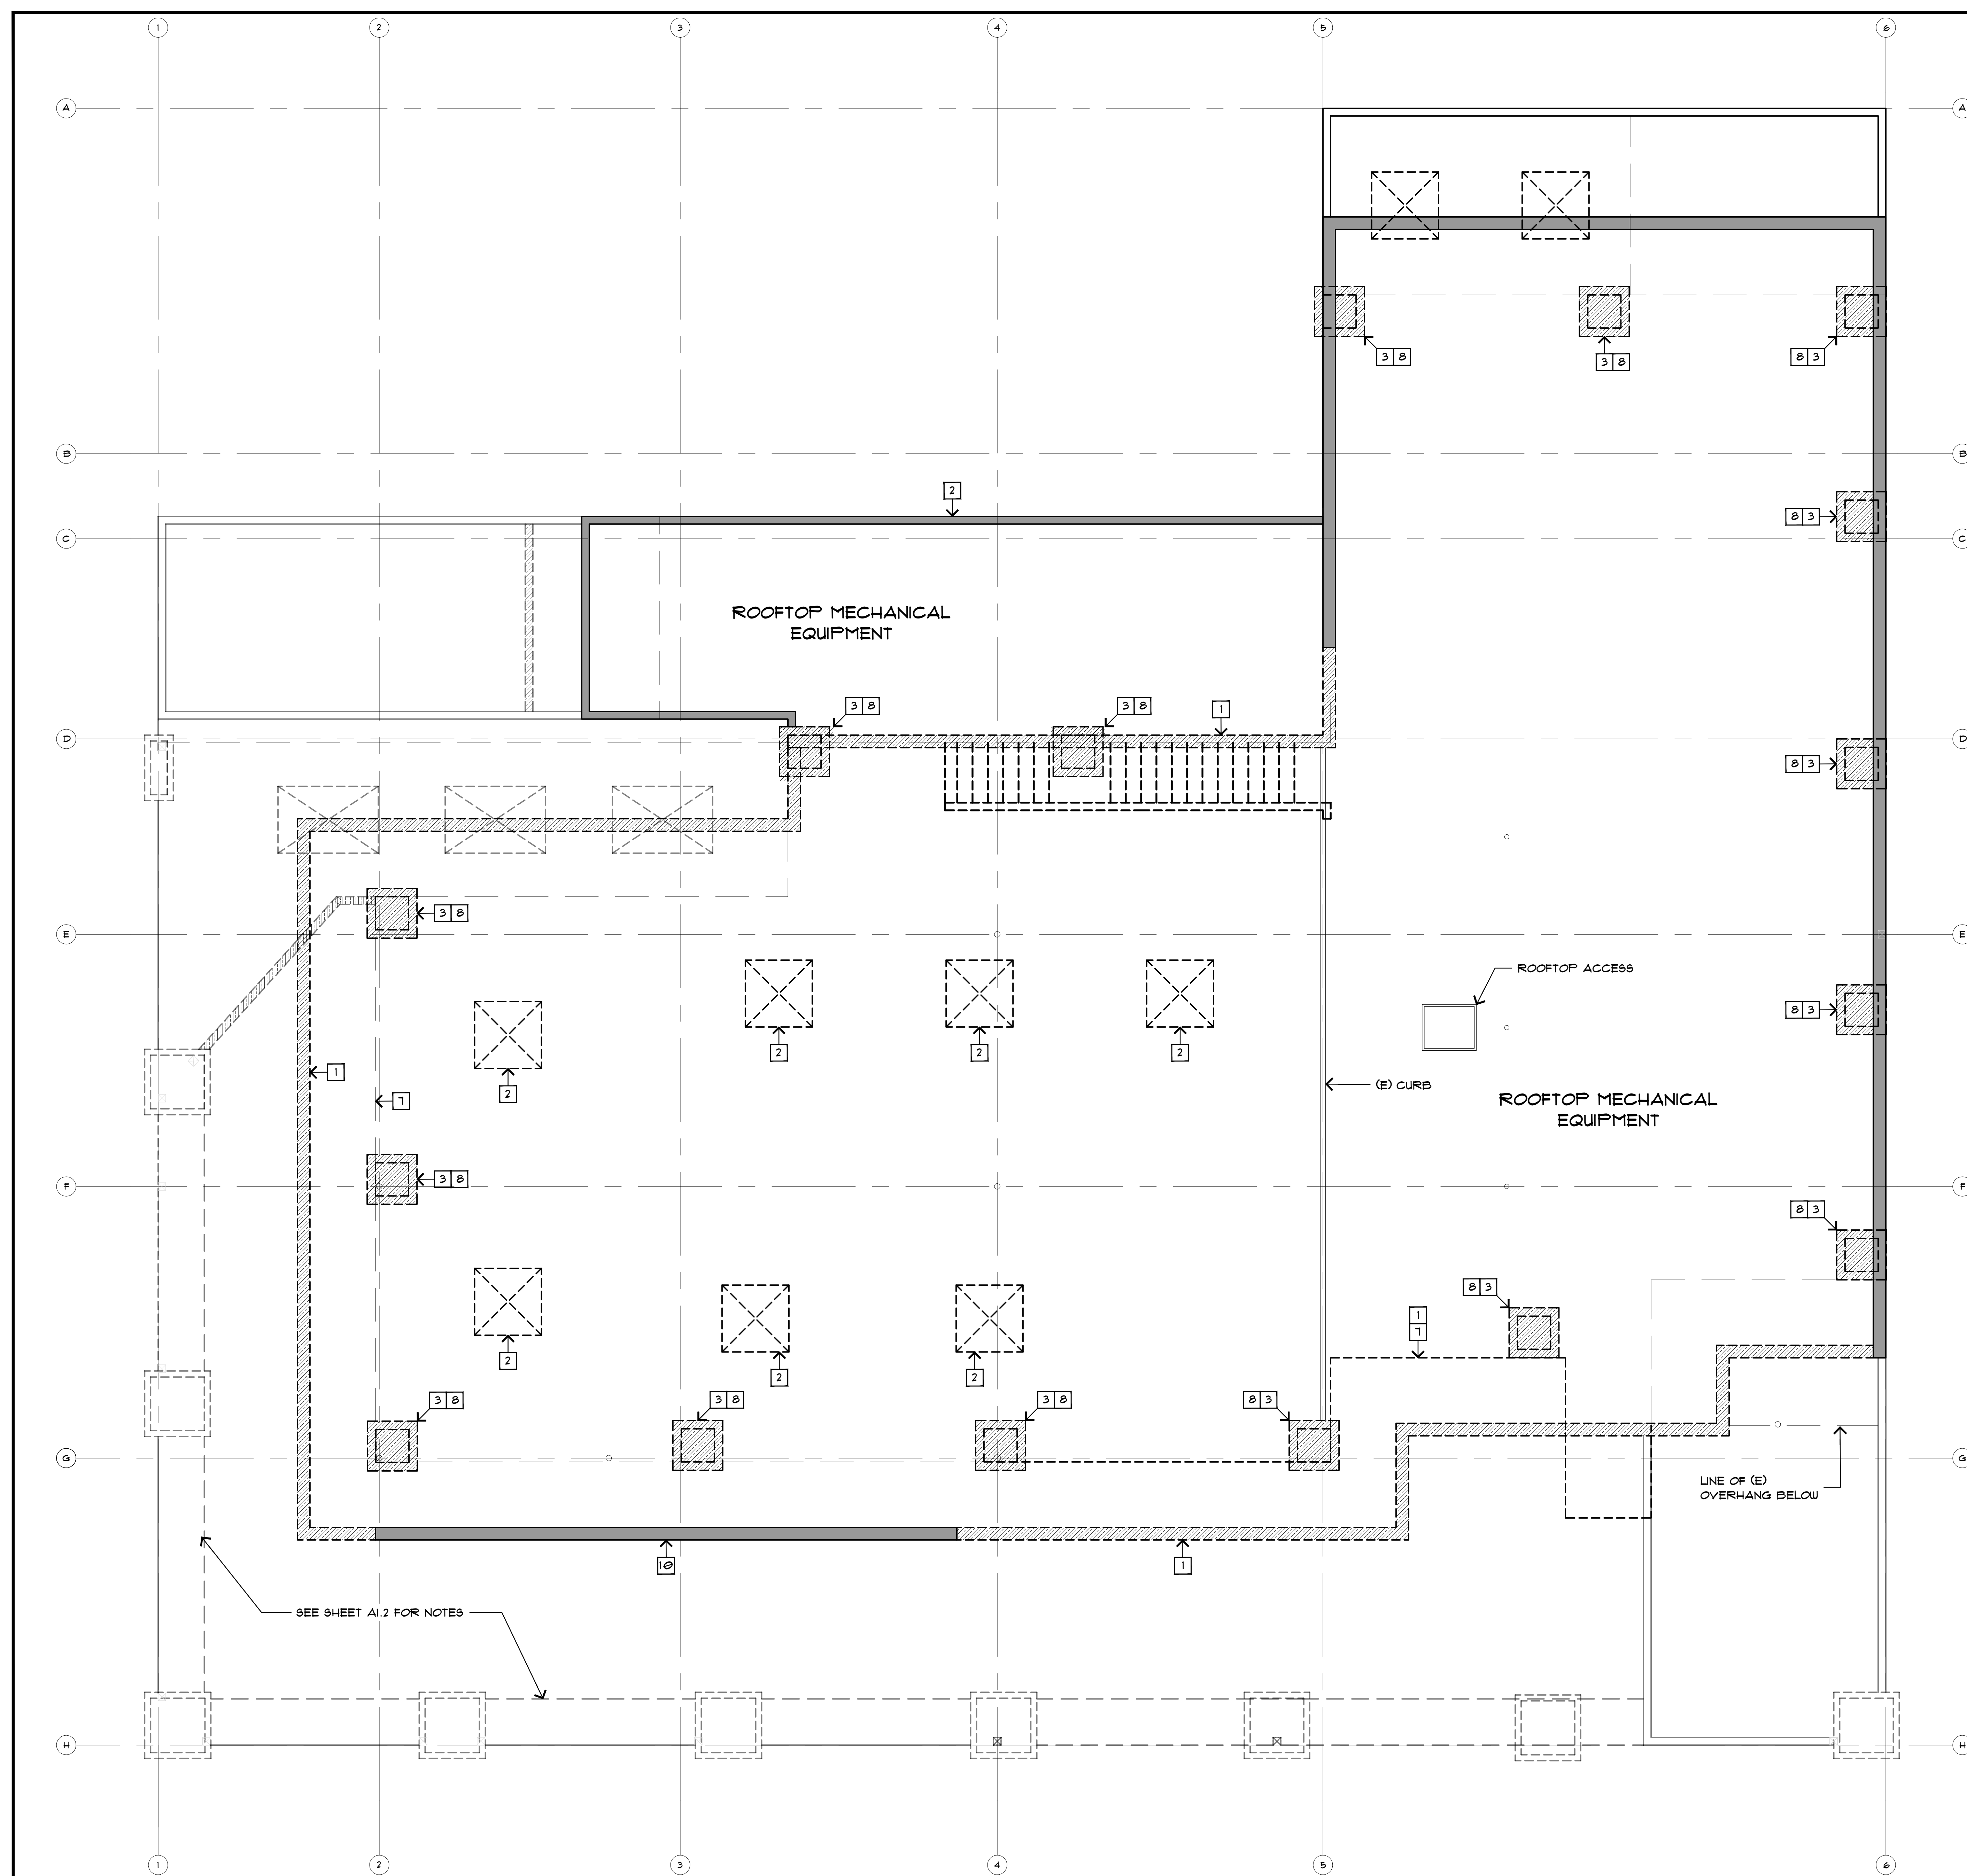 1 2 3 4 5 6
A A
3 8 3 8 8 3
B B
2
8 3
C C
ROOFTOP MECHANICAL
EQUIPMENT
3 8 3 8 1
D D
8 3
3 8
E E
ROOFTOP ACCESS
8 3
2 2 2
1
(E) CURB
2
7
ROOFTOP MECHANICAL
EQUIPMENT
3 8
F F
8 3
8 3
1
7
2
2 2
3 8 3 8 3 8 8 3
G G
LINE OF (E)
OVERHANG BELOW
10 1
SEE SHEET A1.2 FOR NOTES
H H
1 2 3 4 5 6